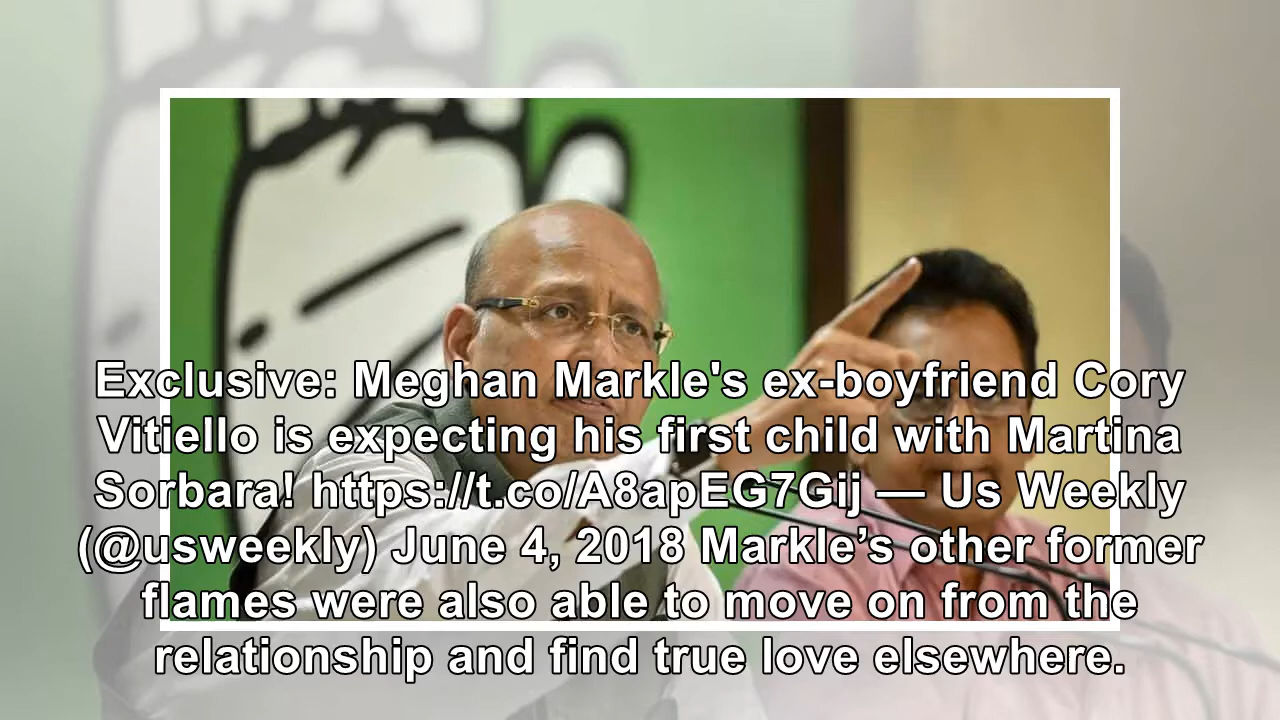 Exclusive: Meghan Markle's ex-boyfriend Cory
Vitiello is expecting his first child with Martina
Sorbara! https://t.co/A8apEG7Gij — Us Weekly
(@usweekly) June 4, 2018 Markle’s other former
flames were also able to move on from the
relationship and find true love elsewhere.